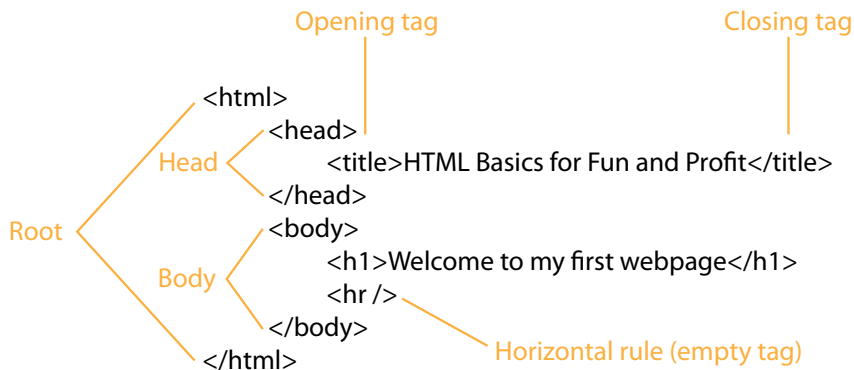 Opening tag Closing tag
<html>
<head>
Head <title>HTML Basics for Fun and Profit</title>
</head>
Root <body>
<h1>Welcome to my first webpage</h1>
Body <hr />
</body>
</html> Horizontal rule (empty tag)